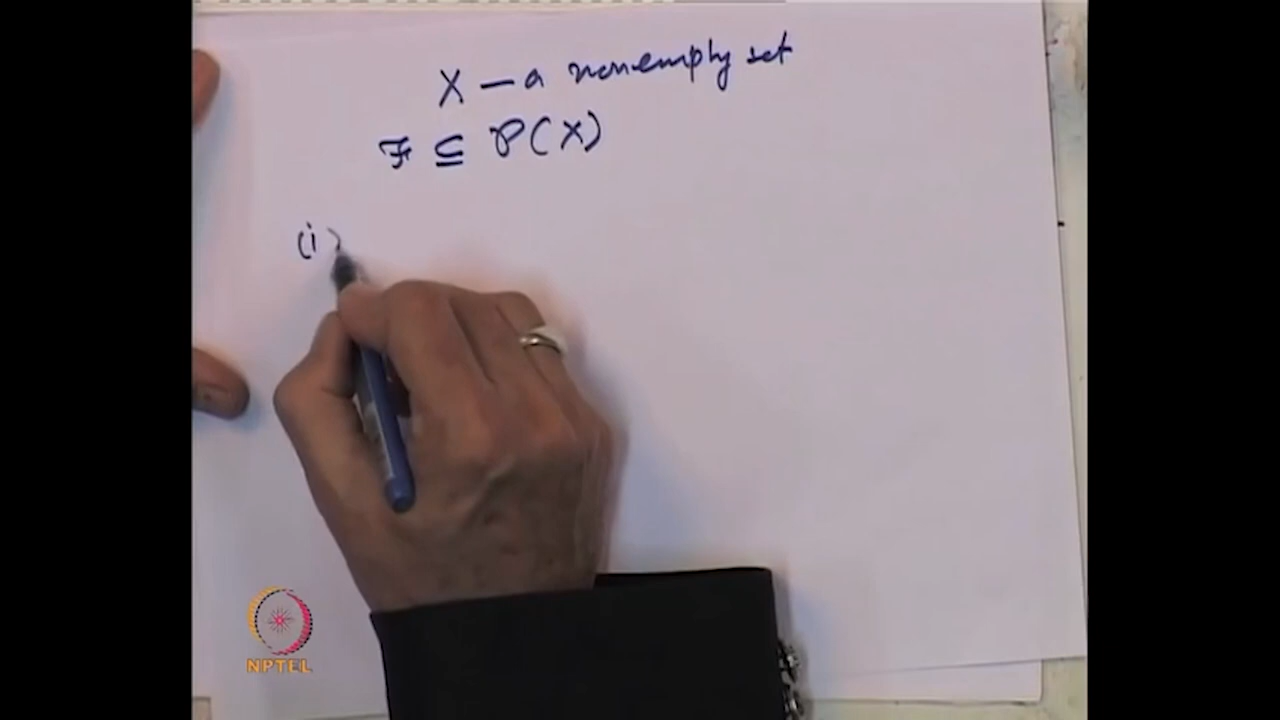 X — a nonempty set
ℱ ⊆ 𝒫(X)
(i)
NPTEL